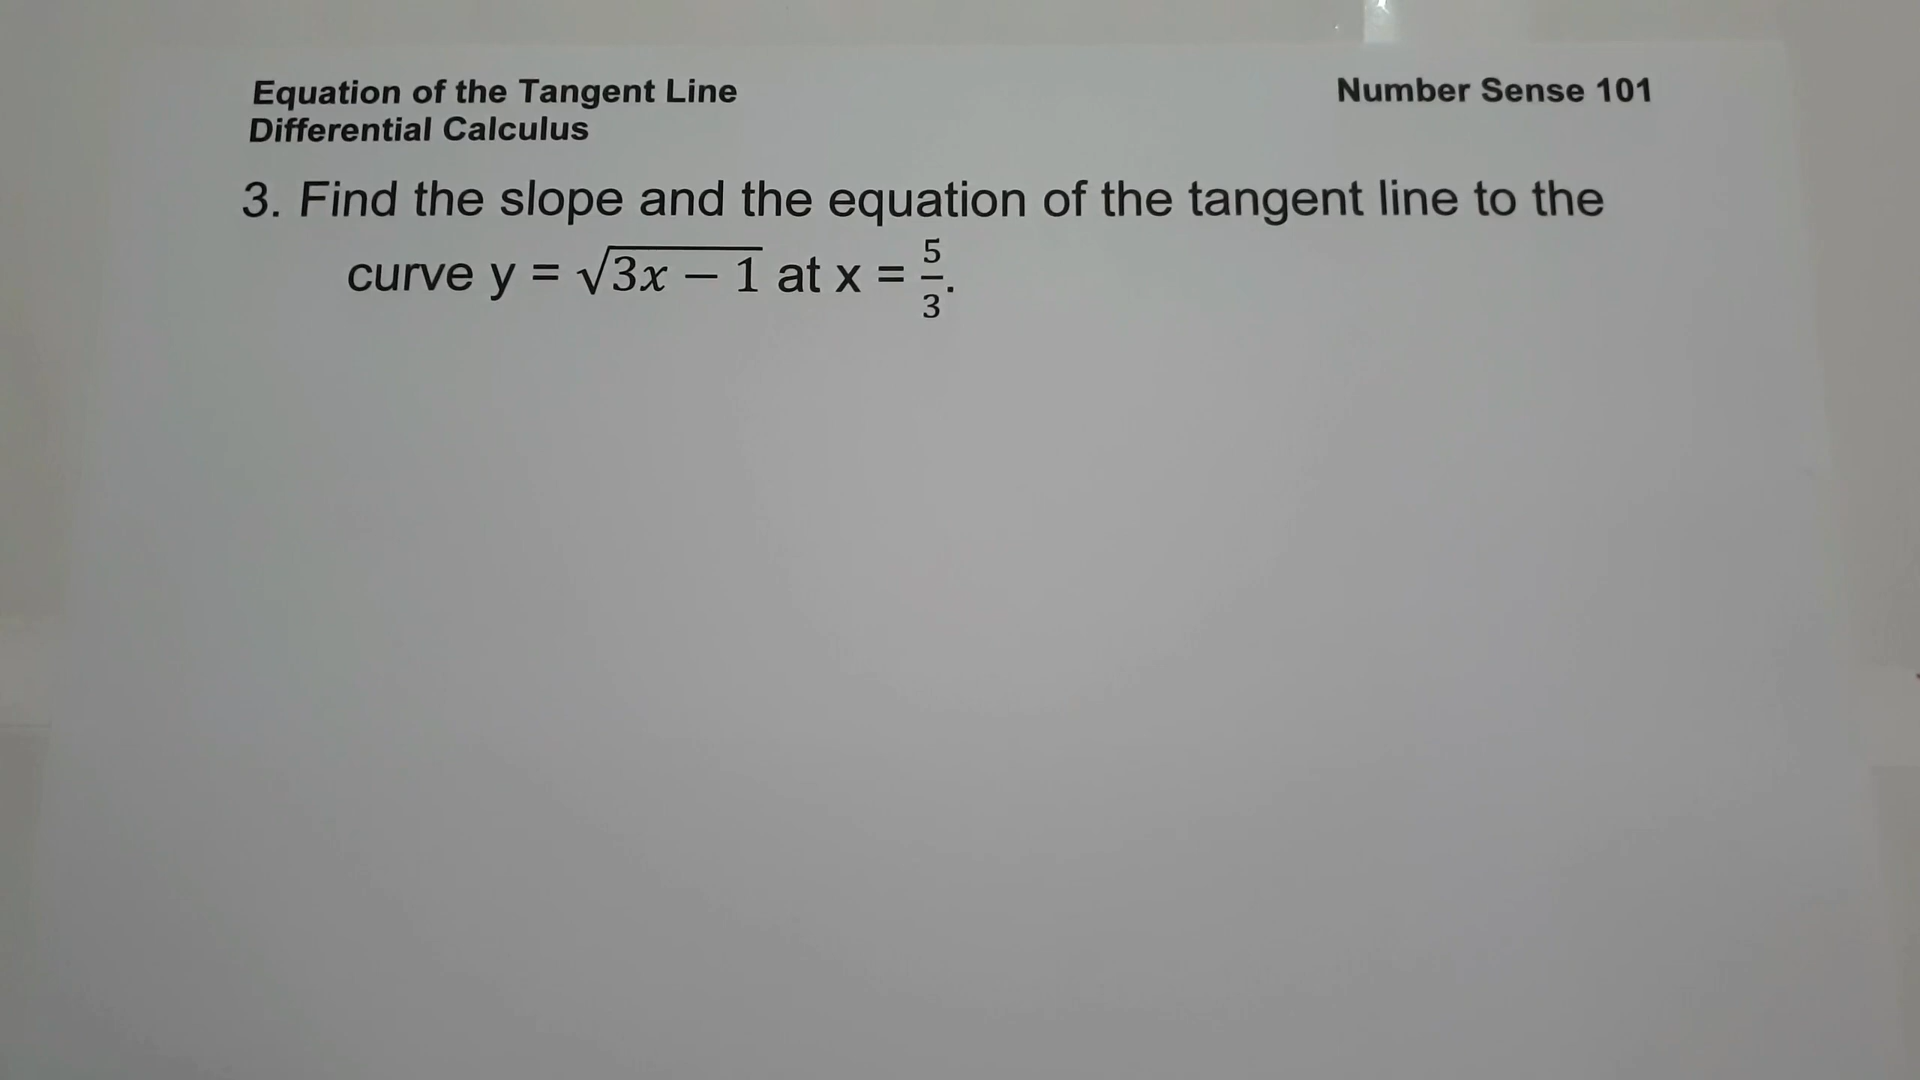 Equation of the Tangent Line
Number Sense 101
Differential Calculus
3. Find the slope and the equation of the tangent line to the
curve y = √(3x − 1) at x = 5/3.